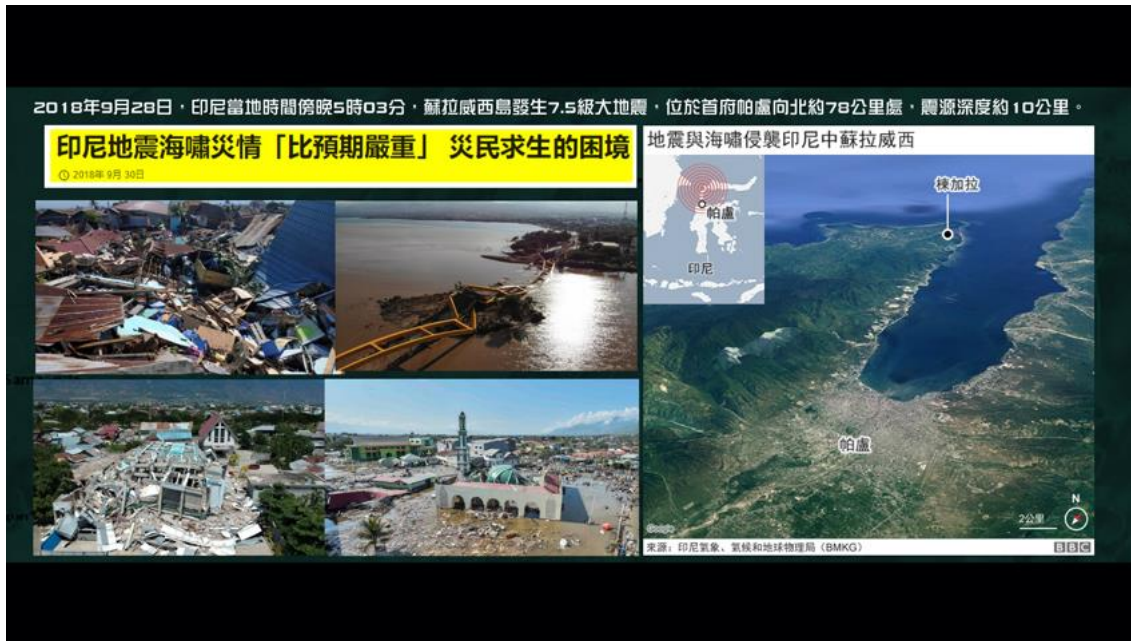 2018年9月28日，印尼當地時間傍晚5時03分，蘇拉威西島發生7.5級大地震，位於首府帕盧向北約78公里處，震源深度約10公里。
印尼地震海嘯災情「比預期嚴重」 災民求生的困境
2018年 9月 30日
地震與海嘯侵襲印尼中蘇拉威西
棟加拉
帕盧
印尼
帕盧
N
2公里
Google
來源：印尼氣象、氣候和地球物理局（BMKG）
BBC